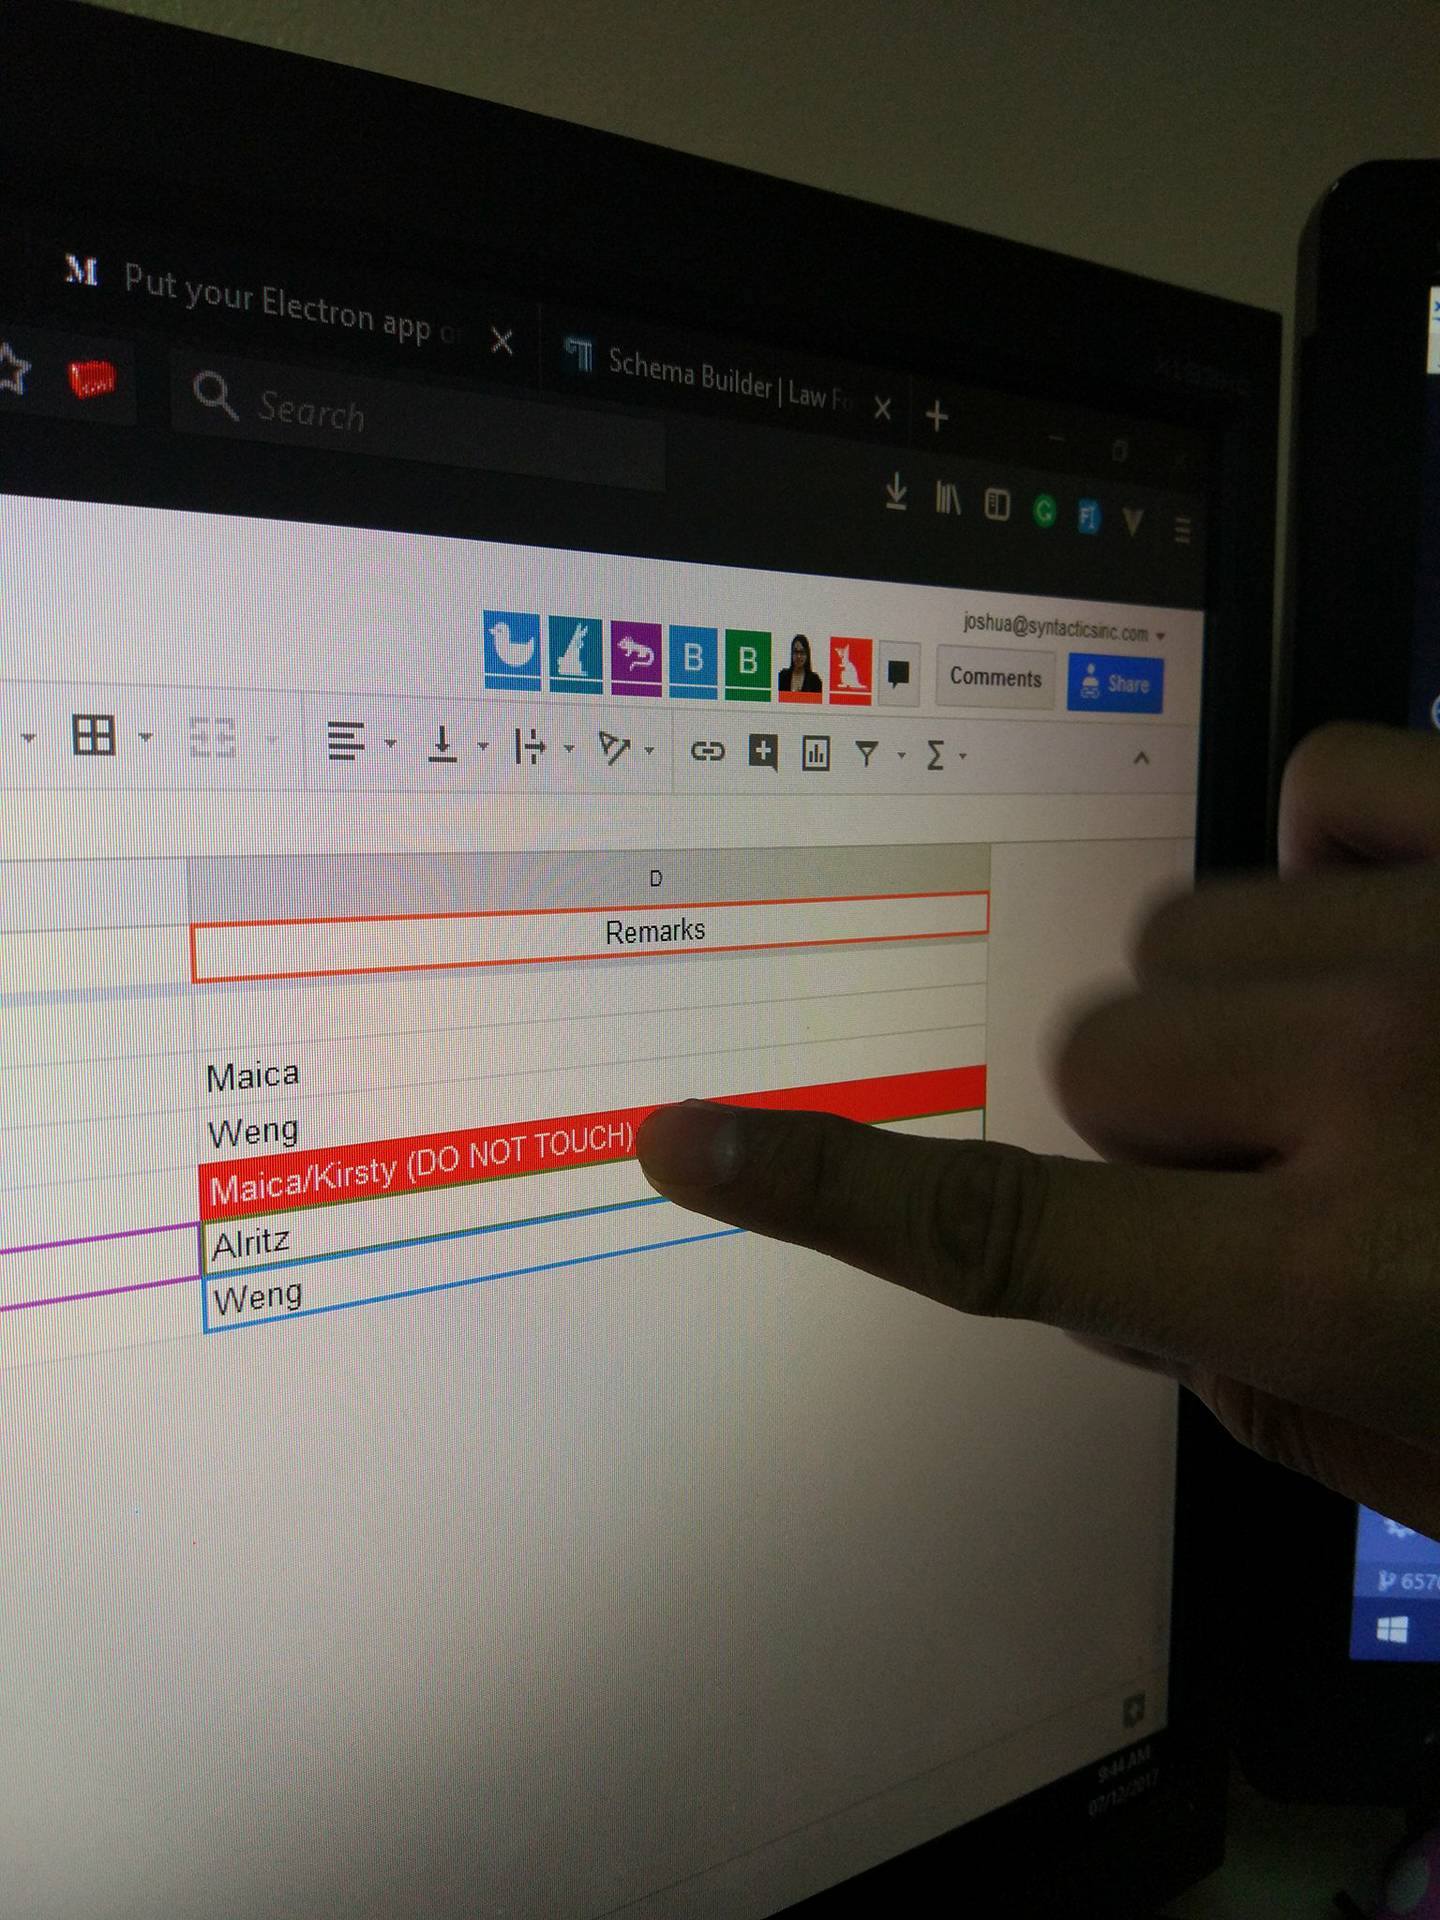 M Put your Electron app
Schema Builder | Law
Search
joshua@syntacticsinc.com
B
B
Comments
Share
D
Remarks
Maica
Weng
Maica/Kirsty (DO NOT TOUCH)
Alritz
Weng
657
9:44 AM
07/12/2017